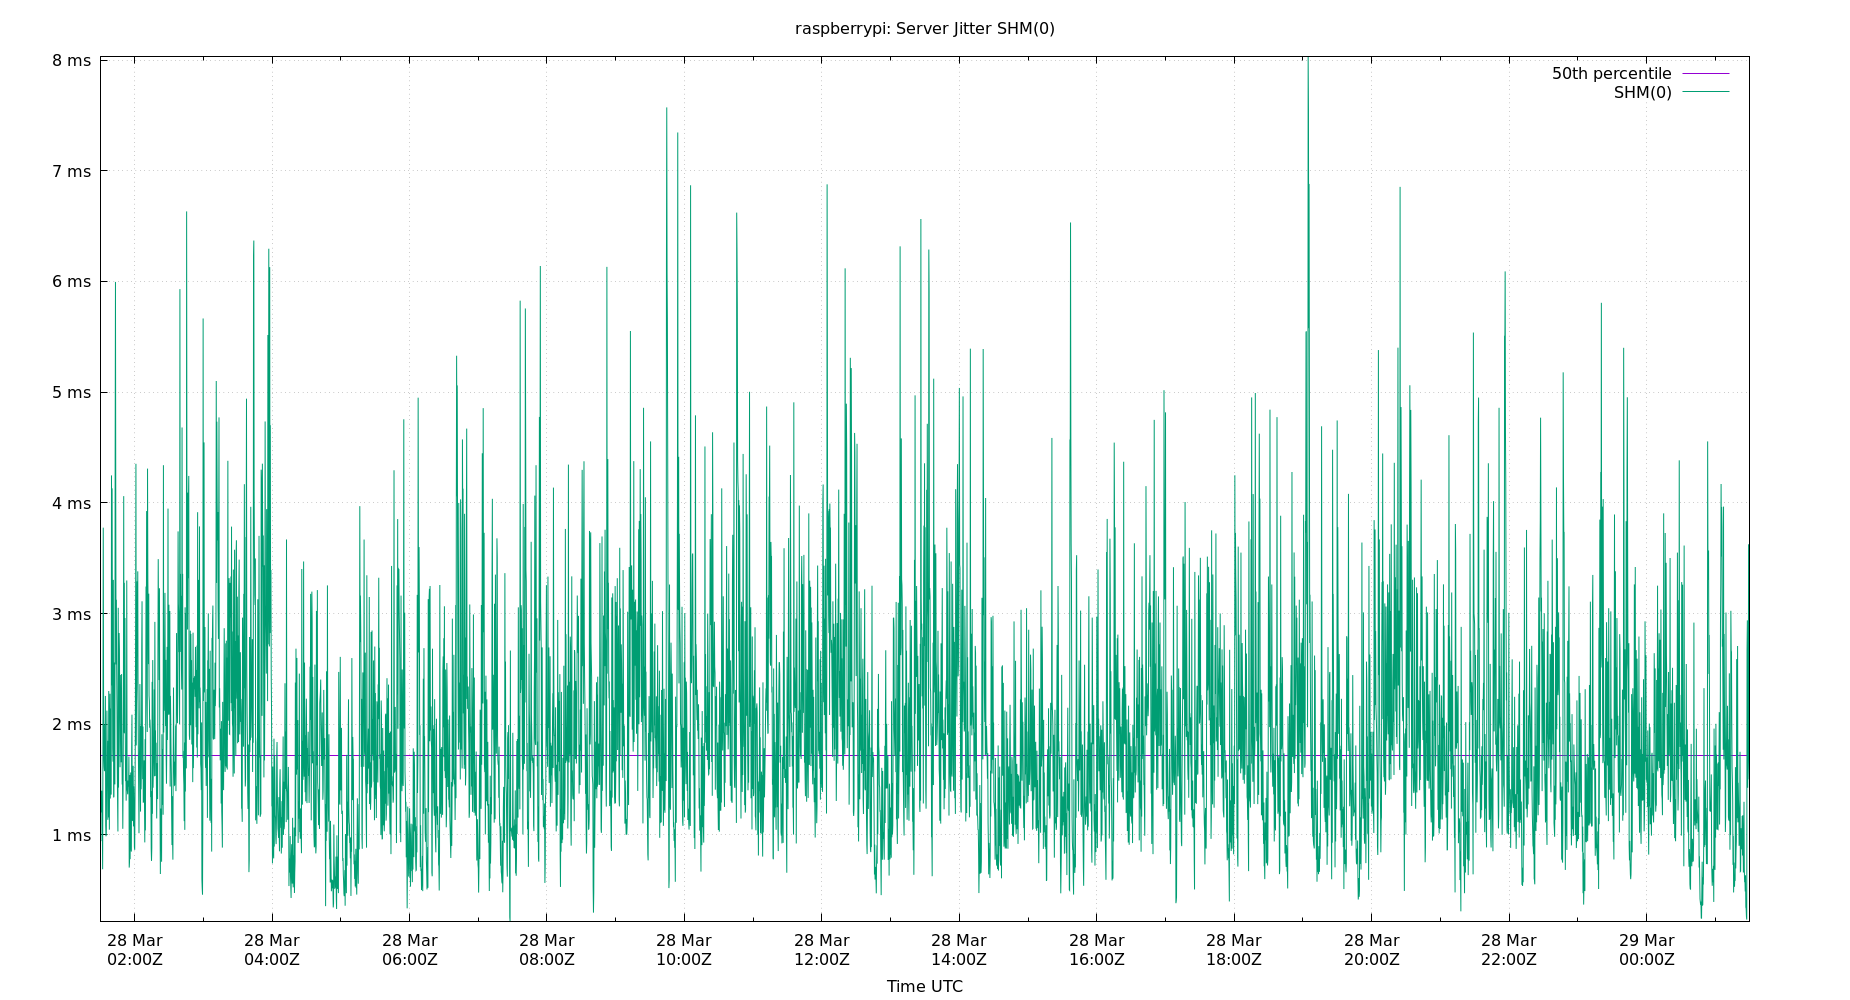 raspberrypi: Server Jitter SHM(0)
8 ms
7 ms
6 ms
5 ms
4 ms
3 ms
2 ms
1 ms
50th percentile
SHM(0)
28 Mar 28 Mar 28 Mar 28 Mar 28 Mar 28 Mar 28 Mar 28 Mar 28 Mar 28 Mar 28 Mar 29 Mar
02:00Z 04:00Z 06:00Z 08:00Z 10:00Z 12:00Z 14:00Z 16:00Z 18:00Z 20:00Z 22:00Z 00:00Z
Time UTC